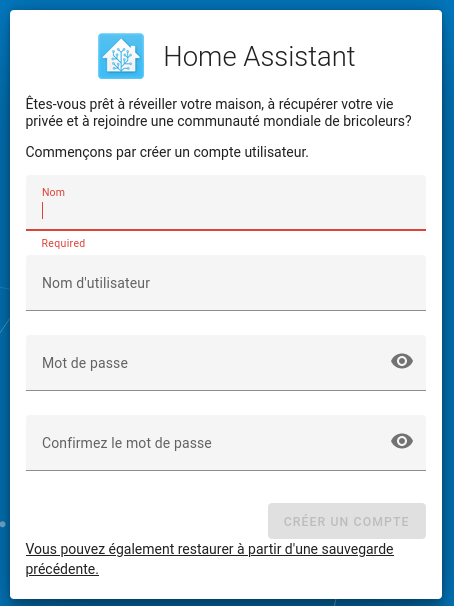 Home Assistant
Êtes-vous prêt à réveiller votre maison, à récupérer votre vie
privée et à rejoindre une communauté mondiale de bricoleurs?
Commençons par créer un compte utilisateur.
Nom
Required
Nom d'utilisateur
Mot de passe
Confirmez le mot de passe
CRÉER UN COMPTE
Vous pouvez également restaurer à partir d'une sauvegarde
précédente.